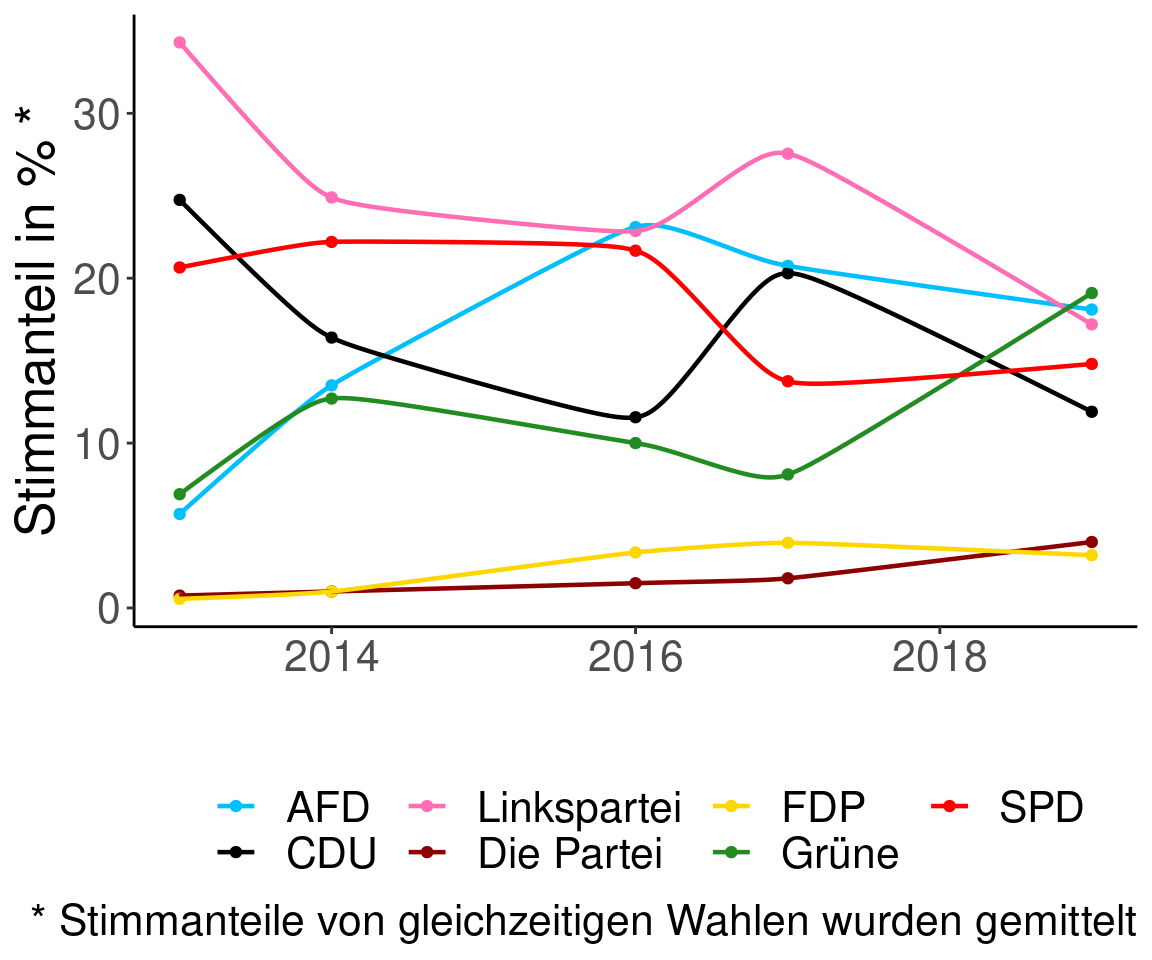 Stimmanteil in % *
30
20
10
0
2014 2016 2018
AFD Linkspartei FDP SPD
CDU Die Partei Grüne
* Stimmanteile von gleichzeitigen Wahlen wurden gemittelt